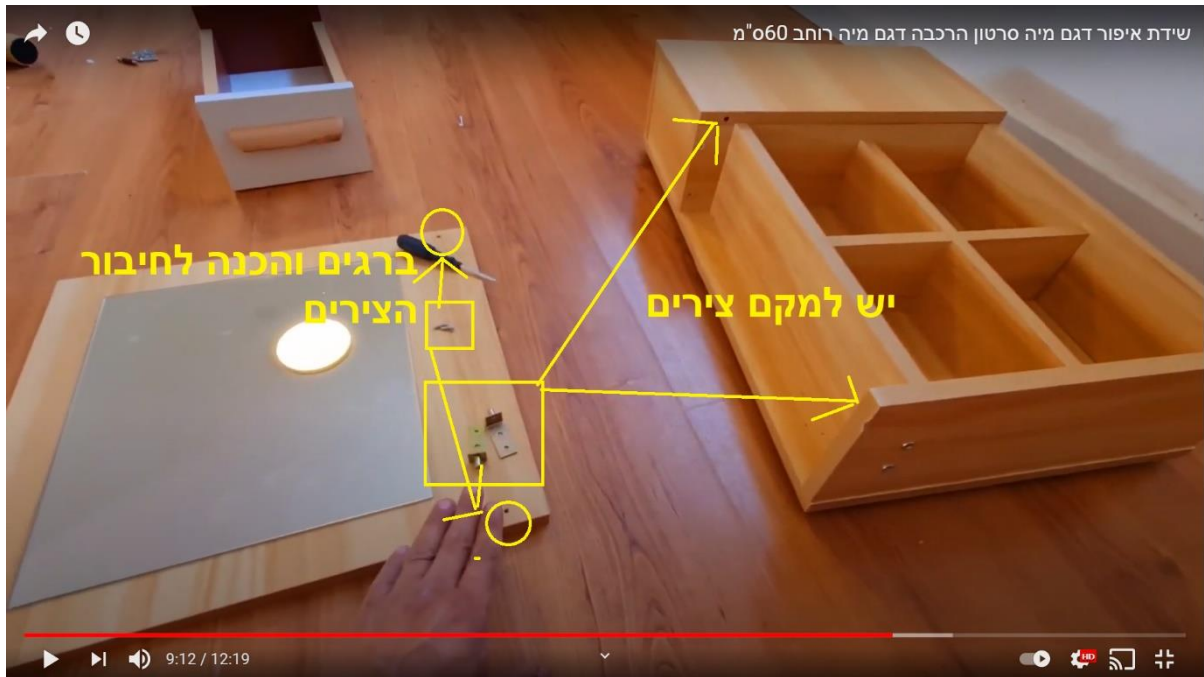 שידת איפור דגם מיה סרטון הרכבה דגם מיה רוחב 60ס"מ
ברגים והכנה לחיבור
הצירים
יש למקם צירים
9:12 / 12:19
HD